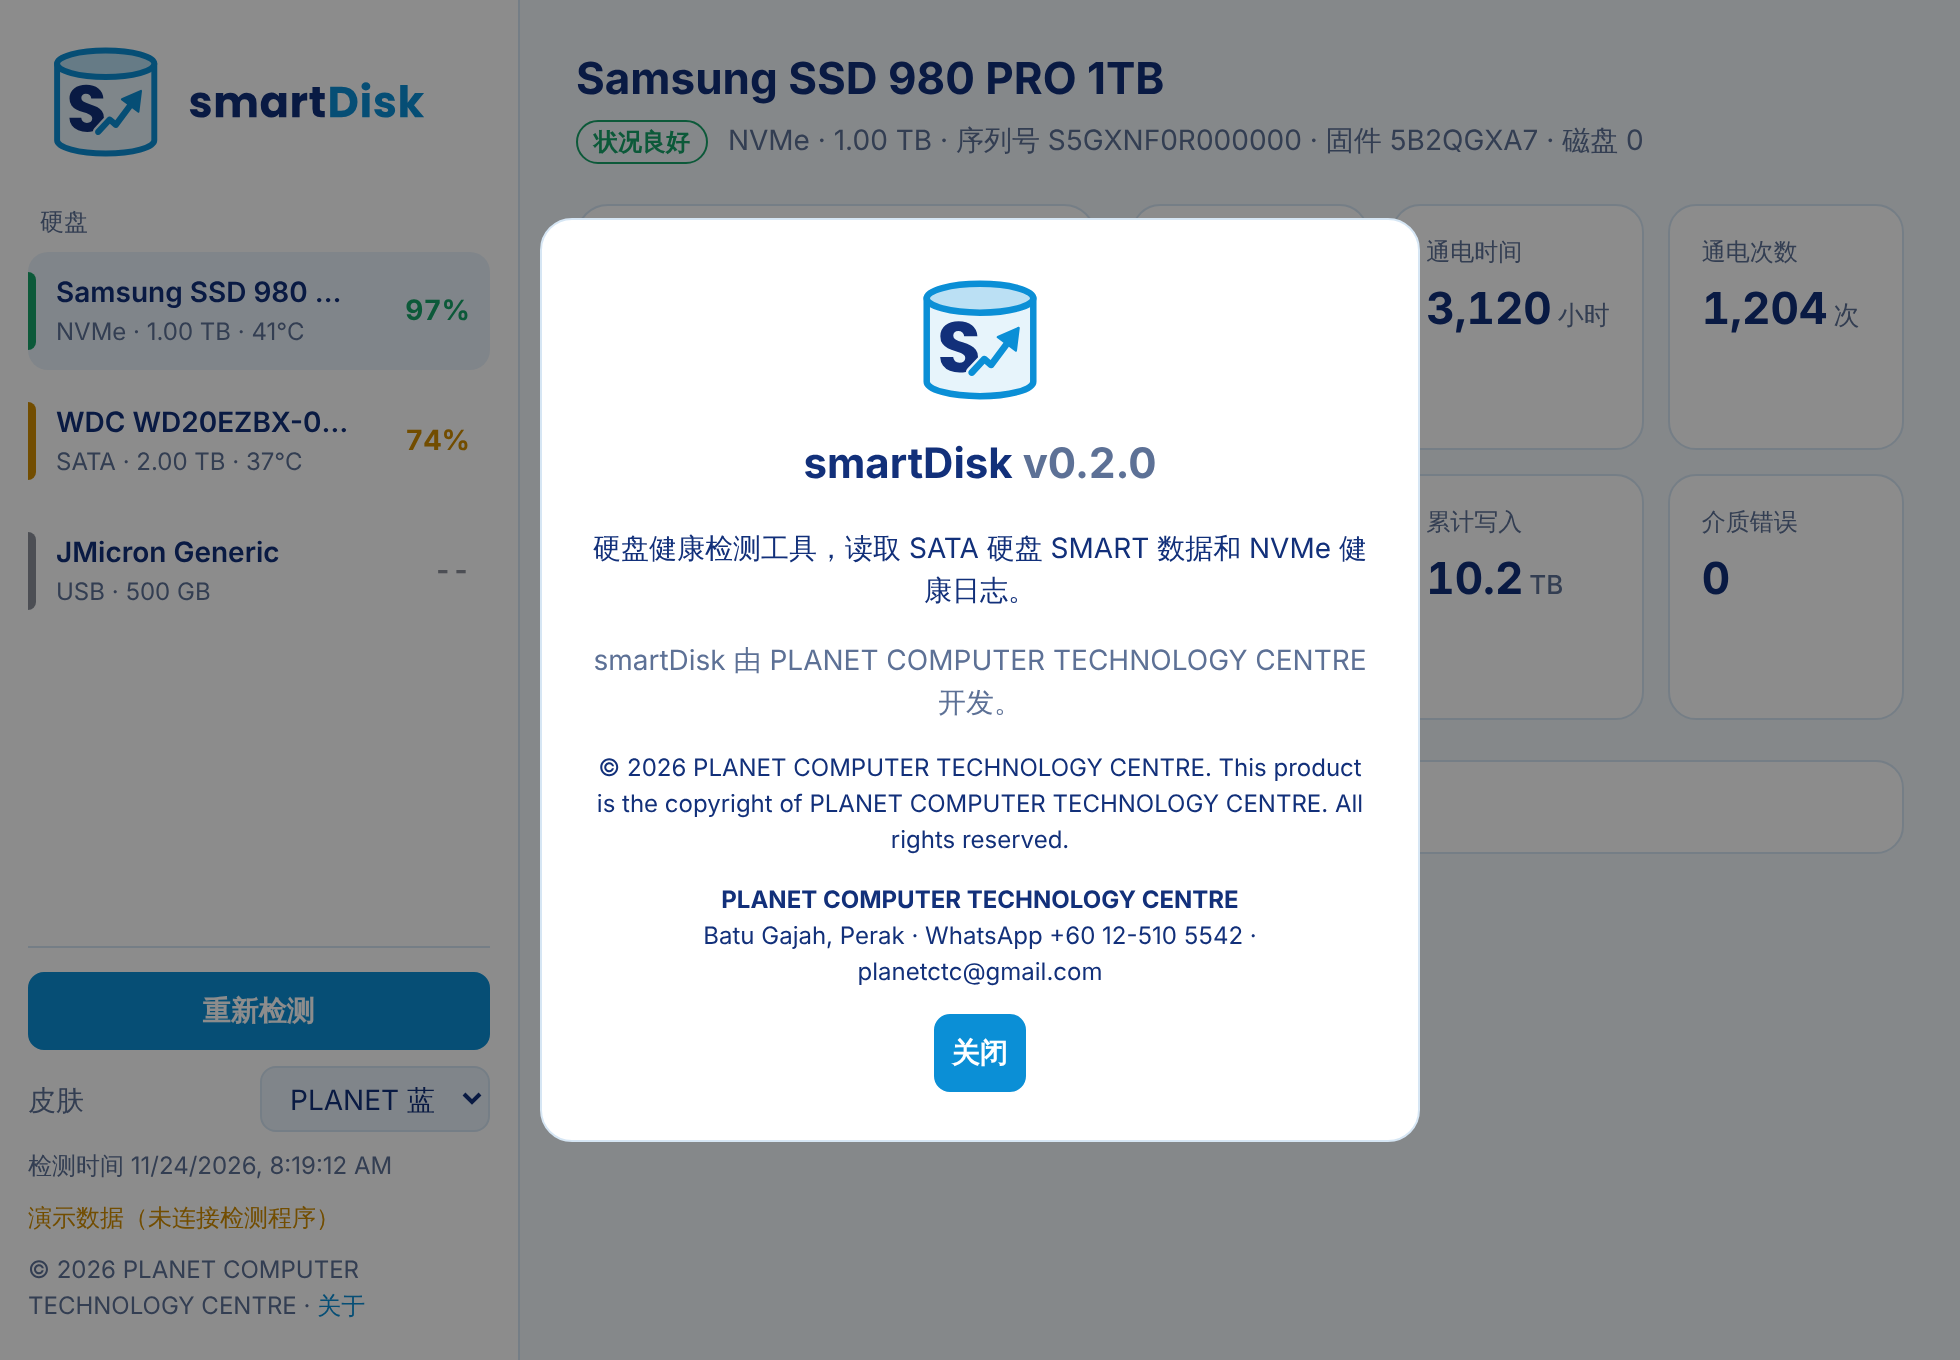 smartDisk
硬盘
Samsung SSD 980 ...
97%
NVMe · 1.00 TB · 41°C
WDC WD20EZBX-0...
74%
SATA · 2.00 TB · 37°C
JMicron Generic
--
USB · 500 GB
重新检测
皮肤
PLANET 蓝
检测时间 11/24/2026, 8:19:12 AM
演示数据（未连接检测程序）
© 2026 PLANET COMPUTER
TECHNOLOGY CENTRE · 关于
Samsung SSD 980 PRO 1TB
状况良好 NVMe · 1.00 TB · 序列号 S5GXNF0R000000 · 固件 5B2QGXA7 · 磁盘 0
通电时间
3,120 小时
通电次数
1,204 次
累计写入
10.2 TB
介质错误
0
S
smartDisk v0.2.0
硬盘健康检测工具，读取 SATA 硬盘 SMART 数据和 NVMe 健
康日志。
smartDisk 由 PLANET COMPUTER TECHNOLOGY CENTRE
开发。
© 2026 PLANET COMPUTER TECHNOLOGY CENTRE. This product
is the copyright of PLANET COMPUTER TECHNOLOGY CENTRE. All
rights reserved.
PLANET COMPUTER TECHNOLOGY CENTRE
Batu Gajah, Perak · WhatsApp +60 12-510 5542 ·
planetctc@gmail.com
关闭